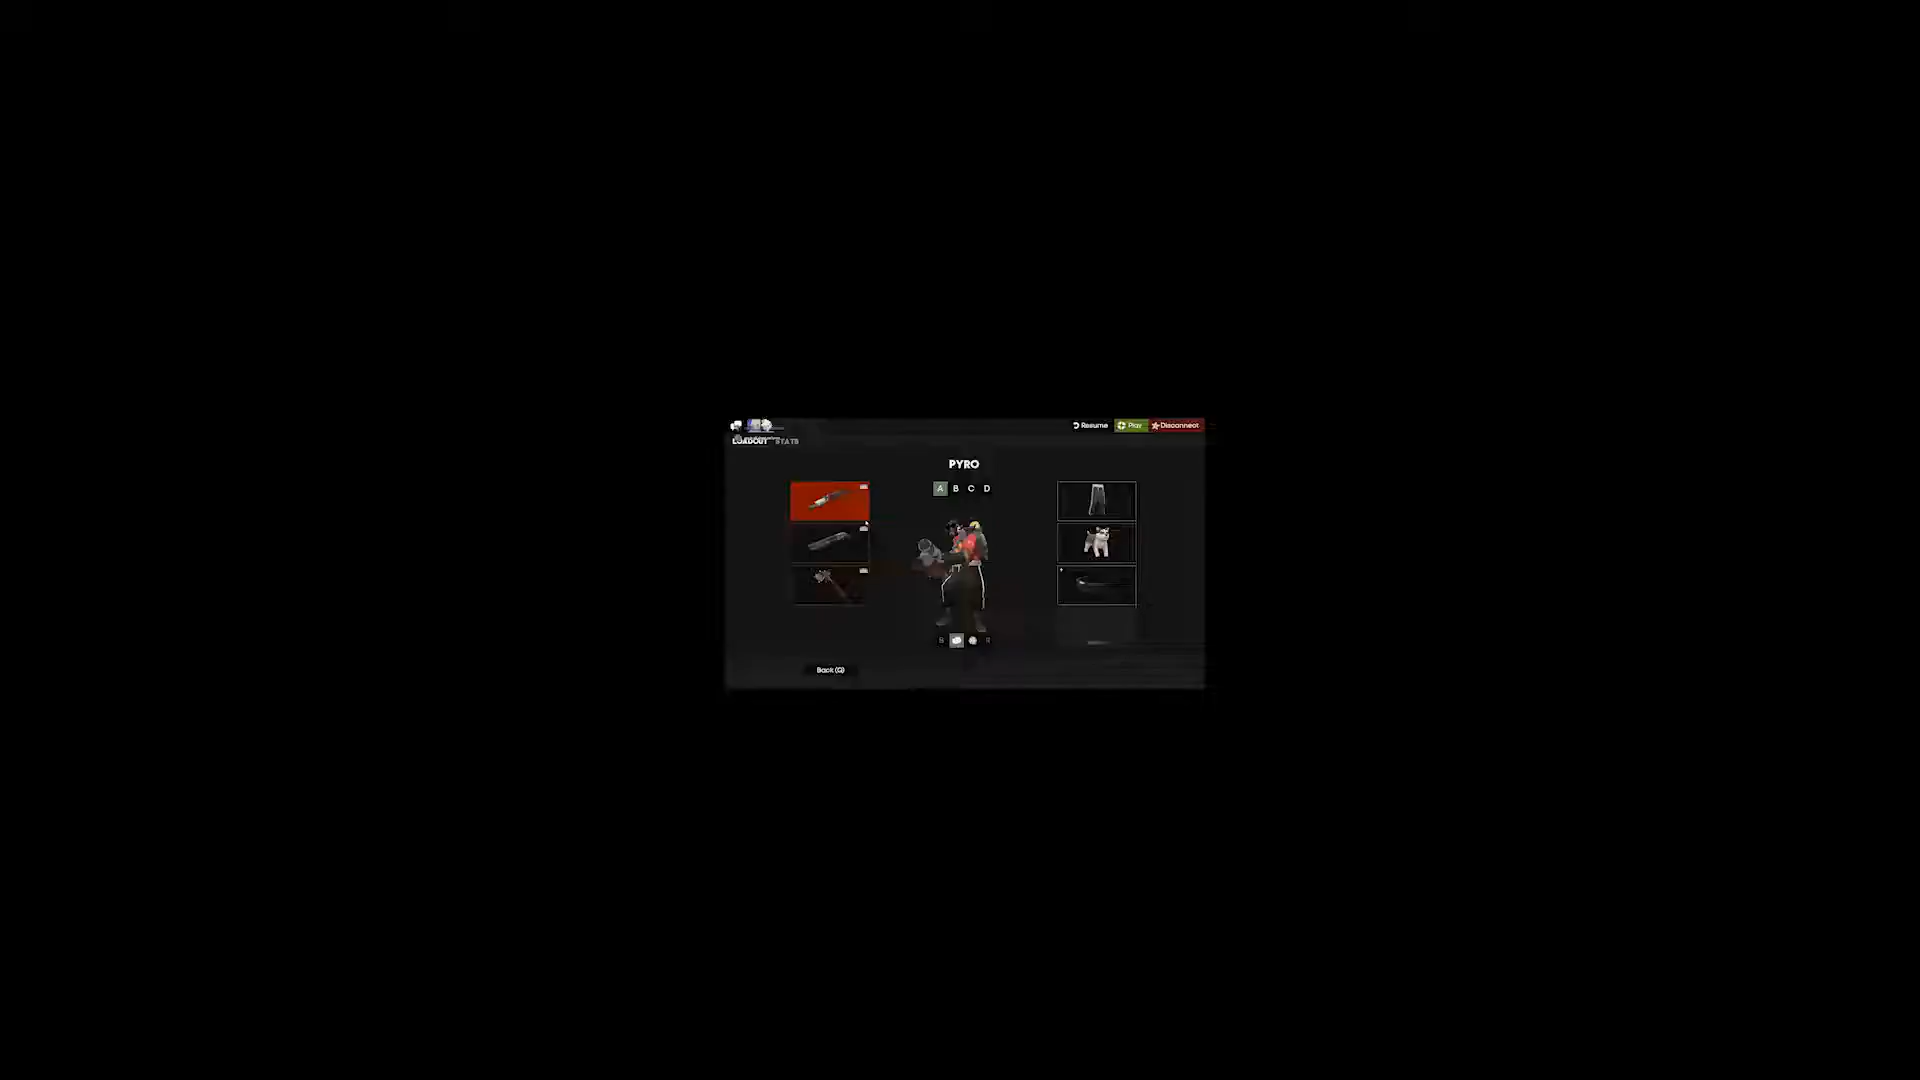 Resume Play Disconnect
LOADOUT STATS
PYRO
A B C D
B R
Back (Q)